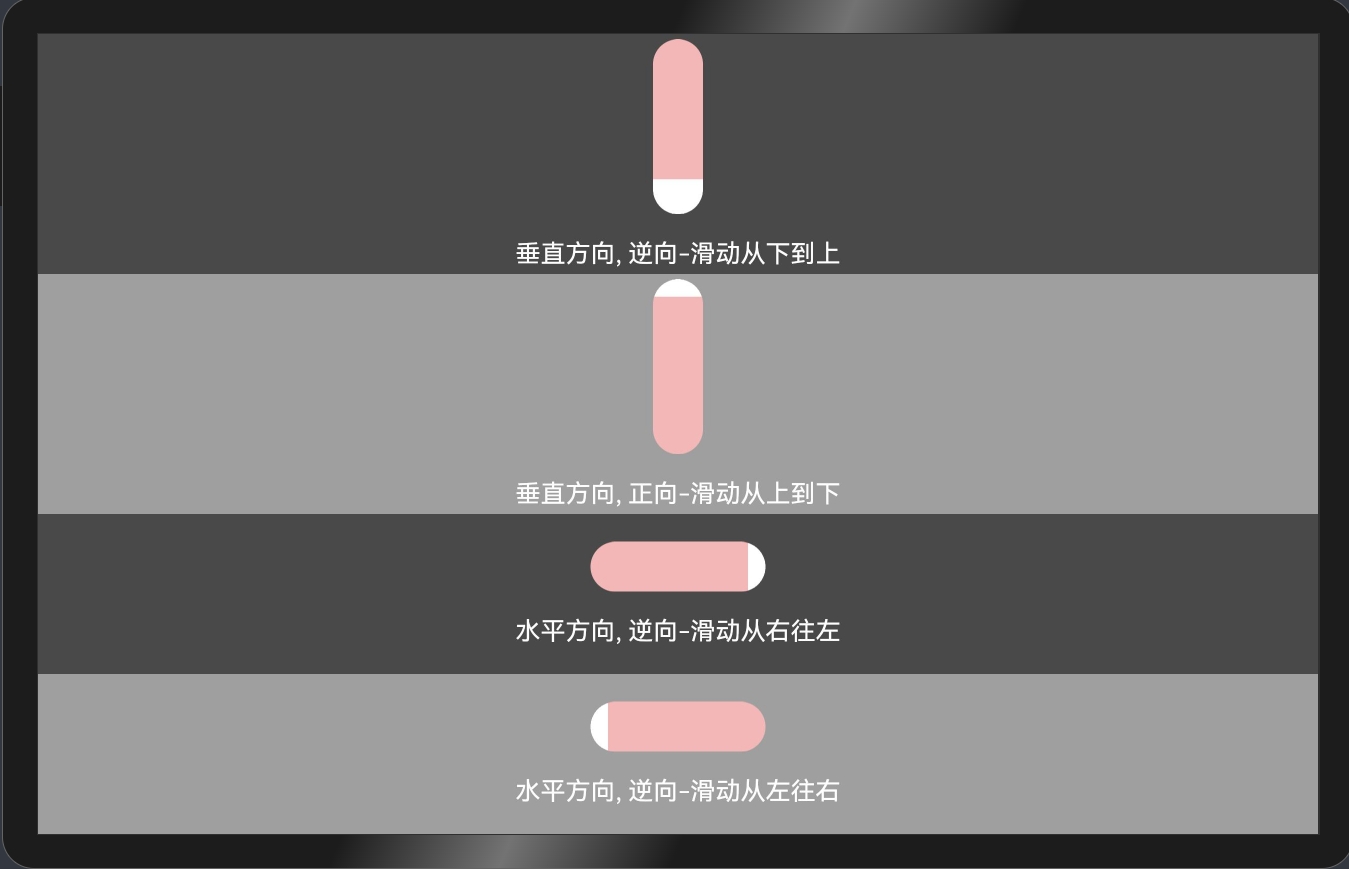 垂直方向, 逆向-滑动从下到上
垂直方向, 正向-滑动从上到下
水平方向, 逆向-滑动从右往左
水平方向, 逆向-滑动从左往右